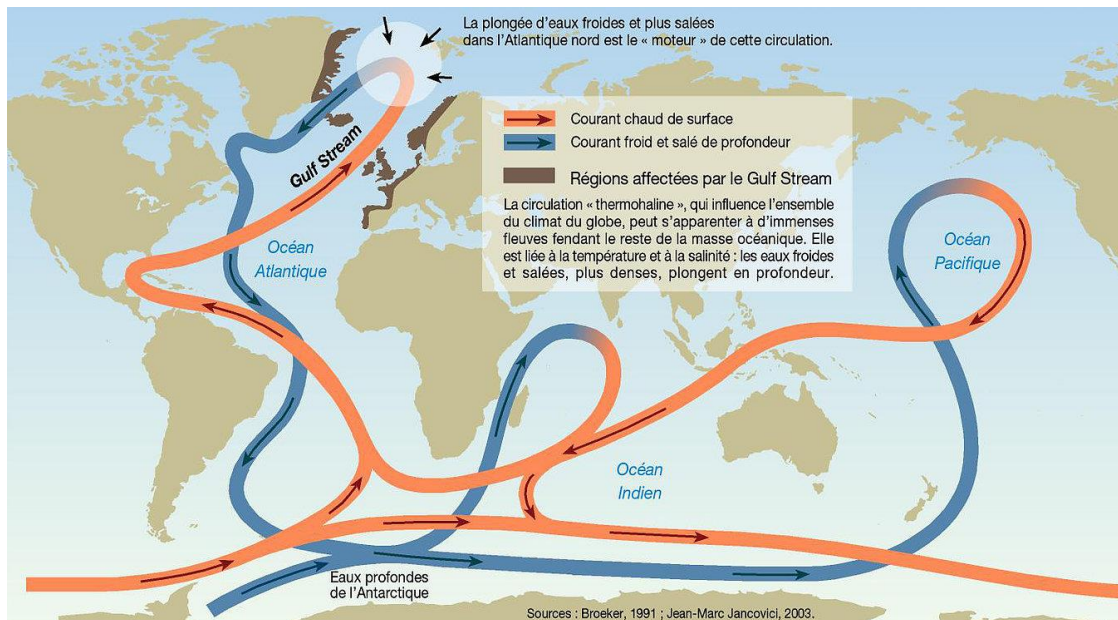 La plongée d'eaux froides et plus salées
dans l'Atlantique nord est le « moteur » de cette circulation.
Courant chaud de surface
Courant froid et salé de profondeur
Régions affectées par le Gulf Stream
La circulation « thermohaline », qui influence l'ensemble
du climat du globe, peut s'apparenter à d'immenses
fleuves fendant le reste de la masse océanique. Elle
est liée à la température et à la salinité : les eaux froides
et salées, plus denses, plongent en profondeur.
Gulf Stream
Océan
Atlantique
Océan
Pacifique
Océan
Indien
Eaux profondes
de l'Antarctique
Sources : Broeker, 1991 ; Jean-Marc Jancovici, 2003.